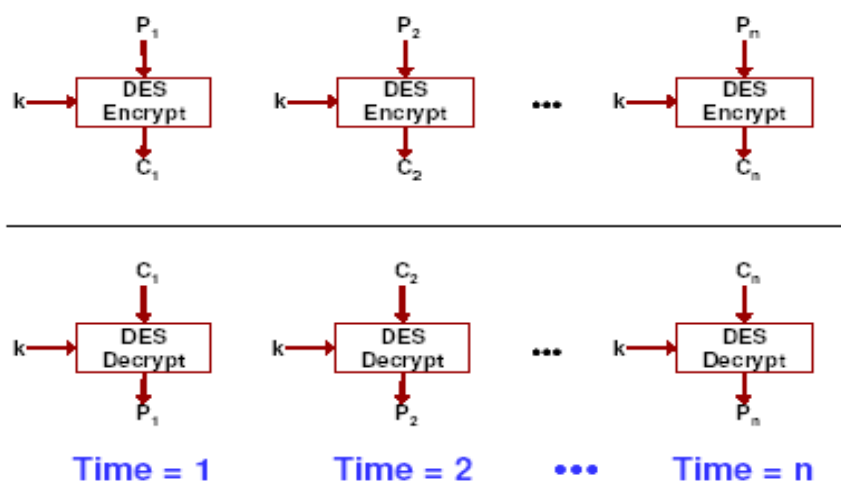 P₁ P₂ Pₙ
k DES Encrypt k DES Encrypt ••• k DES Encrypt
C₁ C₂ Cₙ
C₁ C₂ Cₙ
k DES Decrypt k DES Decrypt ••• k DES Decrypt
P₁ P₂ Pₙ
Time = 1 Time = 2 ••• Time = n